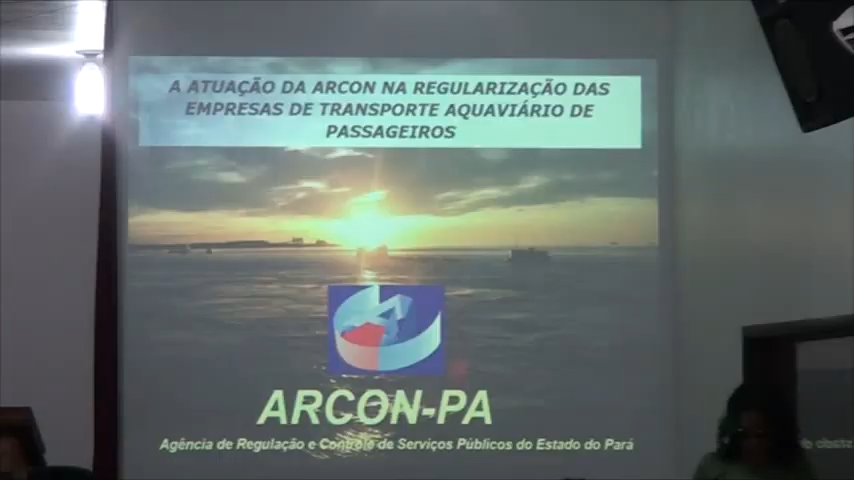 A ATUAÇÃO DA ARCON NA REGULARIZAÇÃO DAS
EMPRESAS DE TRANSPORTE AQUAVIÁRIO DE
PASSAGEIROS
ARCON-PA
Agência de Regulação e Controle de Serviços Públicos do Estado do Pará